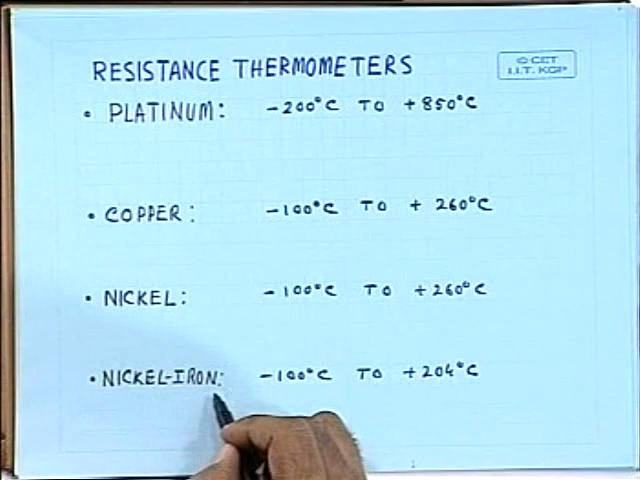 © CET
I.I.T. KGP
RESISTANCE THERMOMETERS
• PLATINUM: -200°C TO +850°C
• COPPER: -100°C TO + 260°C
• NICKEL: -100°C TO +260°C
• NICKEL-IRON: -100°C TO +204°C